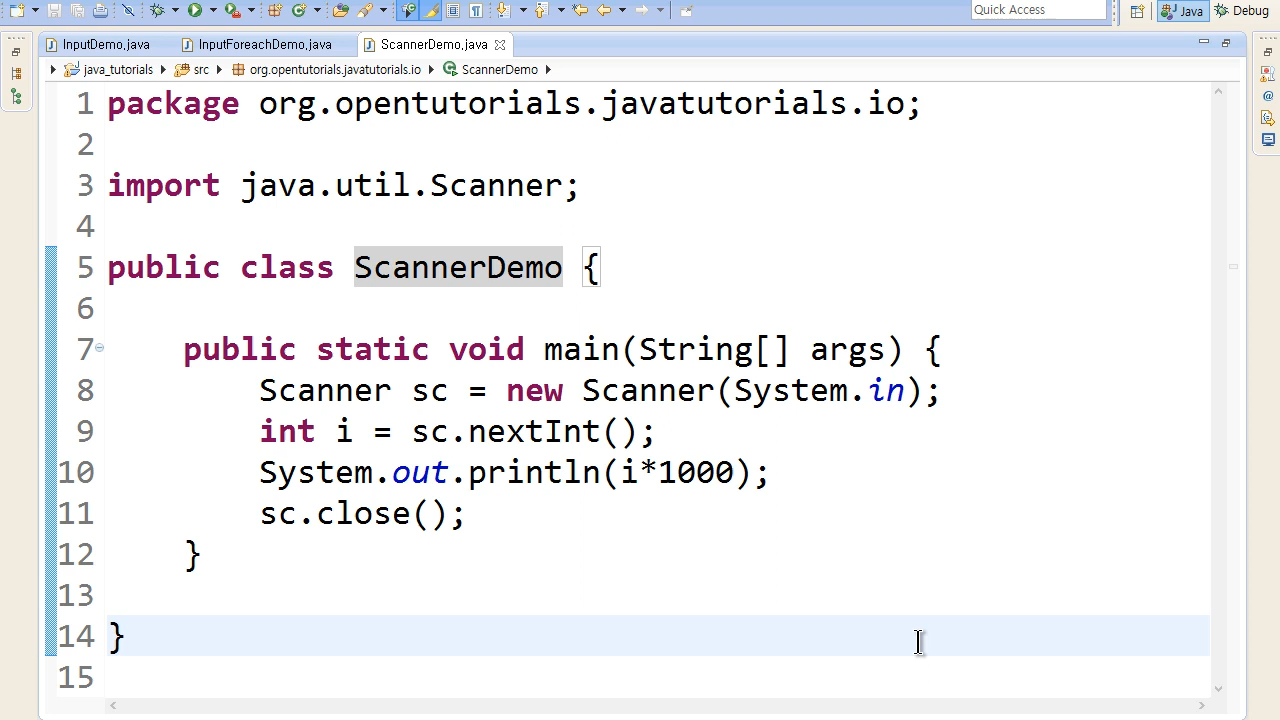 Quick Access
Java
Debug
InputDemo.java
InputForeachDemo.java
ScannerDemo.java
java_tutorials
src
org.opentutorials.javatutorials.io
ScannerDemo
1 package org.opentutorials.javatutorials.io;
2
3 import java.util.Scanner;
4
5 public class ScannerDemo {
6
7 public static void main(String[] args) {
8 Scanner sc = new Scanner(System.in);
9 int i = sc.nextInt();
10 System.out.println(i*1000);
11 sc.close();
12 }
13
14 }
15